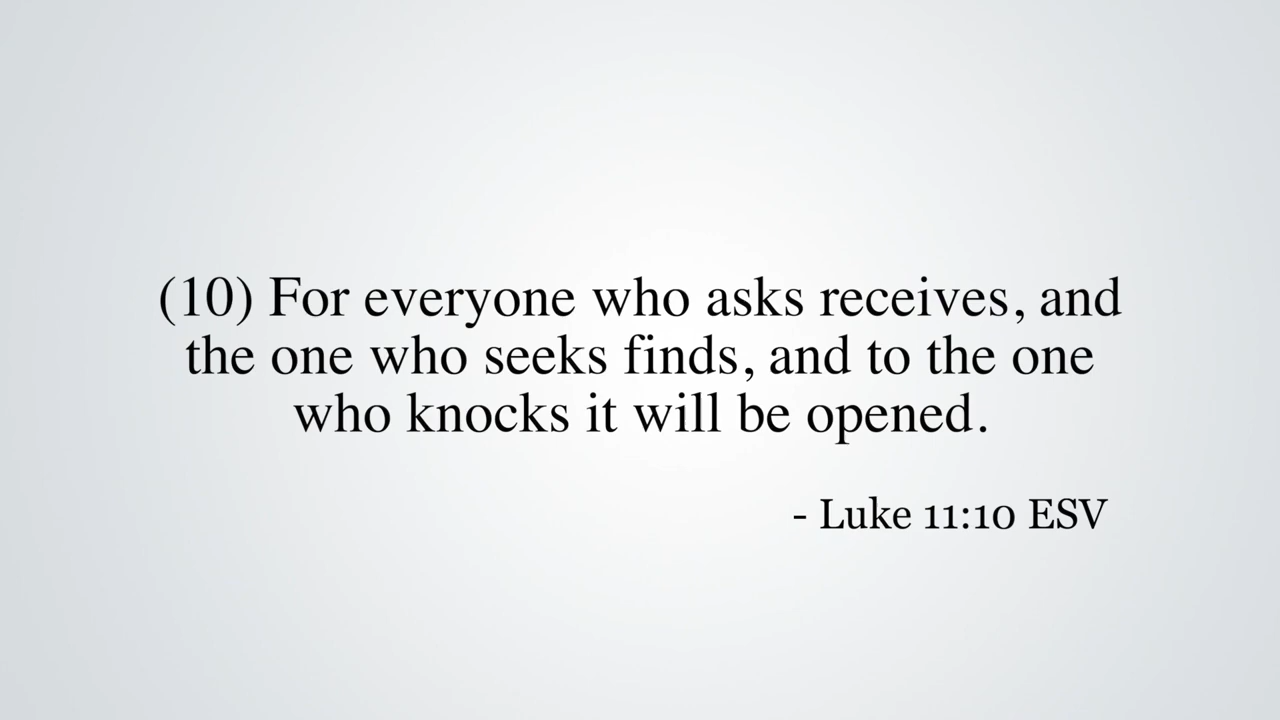 (10) For everyone who asks receives, and
the one who seeks finds, and to the one
who knocks it will be opened.
- Luke 11:10 ESV